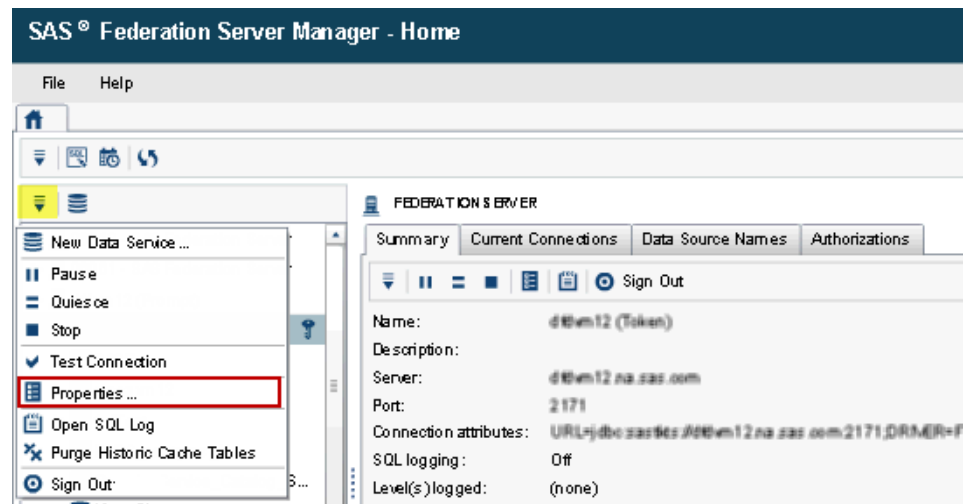 SAS ® Federation Server Manager - Home
File Help
SQL
FEDERATION SERVER
Summary Current Connections Data Source Names Authorizations
Sign Out
New Data Service ...
Pause
Quiesce
Stop
Test Connection
Properties ...
Open SQL Log
Purge Historic Cache Tables
Sign Out
S...
Name: (Token)
Description:
Server:
Port: 2171
Connection attributes:
SQL logging: Off
Level(s) logged: (none)